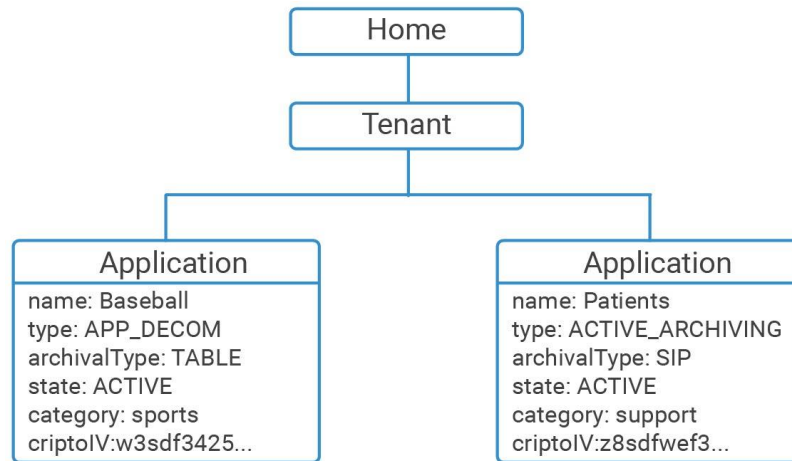 Home
Tenant
Application
name: Baseball
type: APP_DECOM
archivalType: TABLE
state: ACTIVE
category: sports
criptoIV:w3sdf3425...
Application
name: Patients
type: ACTIVE_ARCHIVING
archivalType: SIP
state: ACTIVE
category: support
criptoIV:z8sdfwef3...